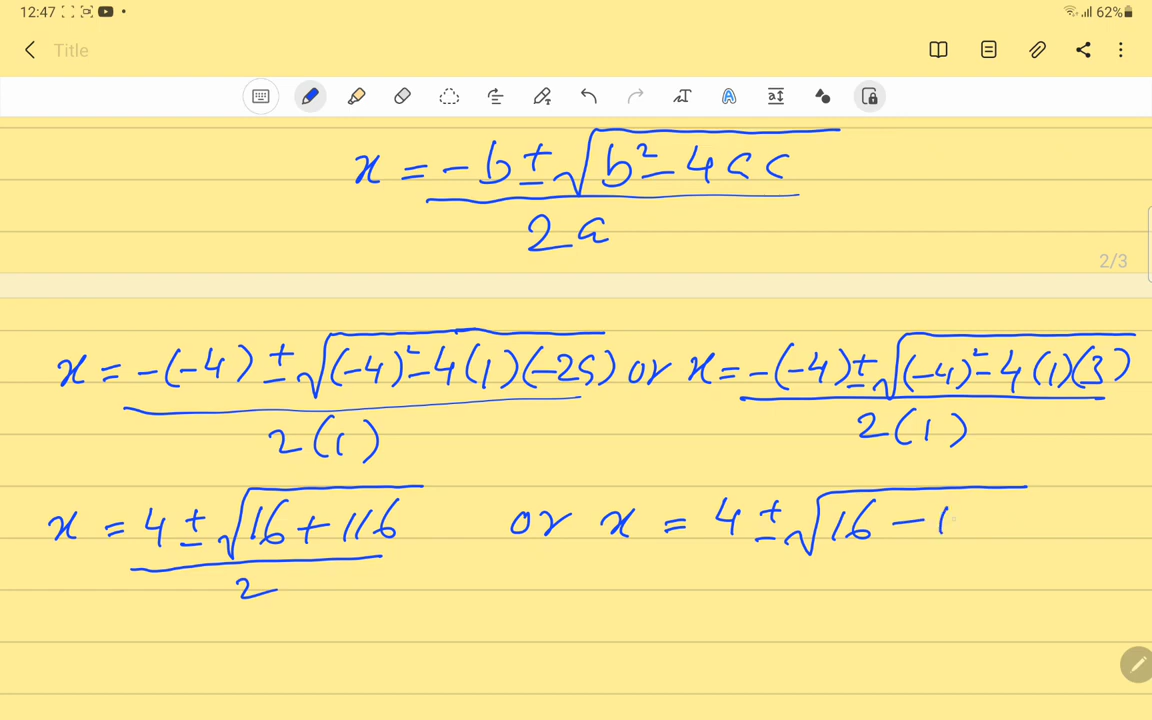 12:47
62%
Title
x = -b ± √(b² - 4ac)
2a
2/3
x = -(-4) ± √((-4)² - 4(1)(-29)) or x = -(-4) ± √((-4)² - 4(1)(3))
2(1) 2(1)
x = 4 ± √(16 + 116) or x = 4 ± √(16 - 1
2